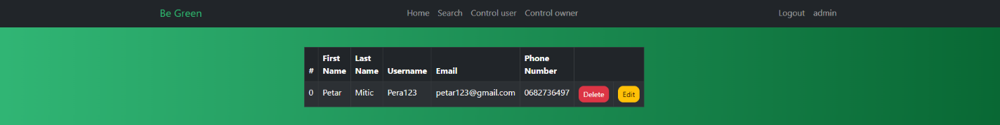 Be Green Home Search Control user Control owner Logout admin
# First Name Last Name Username Email Phone Number
0 Petar Mitic Pera123 petar123@gmail.com 0682736497 Delete Edit